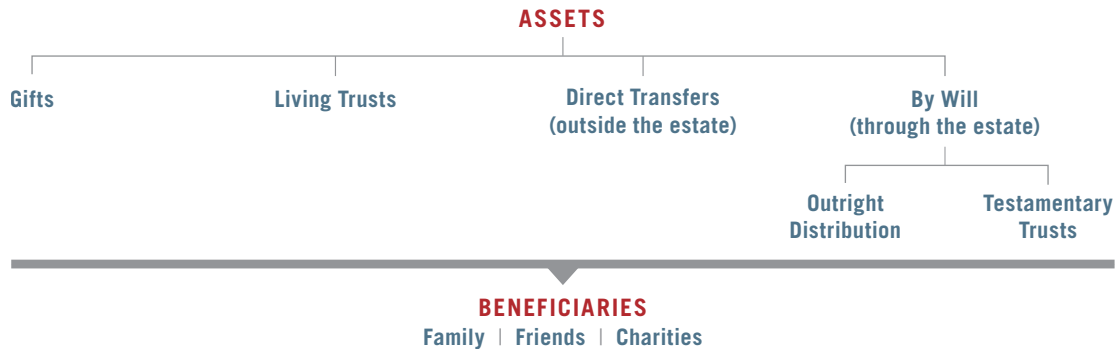 ASSETS
Gifts
Living Trusts
Direct Transfers
(outside the estate)
By Will
(through the estate)
Outright
Distribution
Testamentary
Trusts
BENEFICIARIES
Family | Friends | Charities